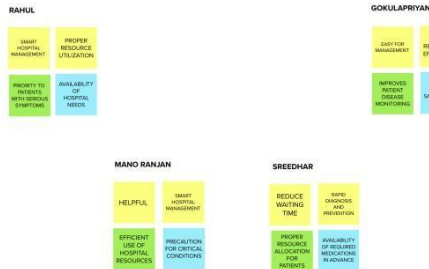 RAHUL
SMART
HOSPITAL
MANAGEMENT
PROPER
RESOURCE
UTILIZATION
PRIORITY TO
PATIENTS
WITH SERIOUS
SYMPTOMS
AVAILABILITY
OF
HOSPITAL
NEEDS
GOKULAPRIYAN
EASY FOR
MANAGEMENT
IMPROVES
PATIENT
DISEASE
MONITORING
MANO RANJAN
HELPFUL
SMART
HOSPITAL
MANAGEMENT
EFFICIENT
USE OF
HOSPITAL
RESOURCES
PRECAUTION
FOR CRITICAL
CONDITIONS
SREEDHAR
REDUCE
WAITING
TIME
RAPID
DIAGNOSIS
AND
PREVENTION
PROPER
RESOURCE
ALLOCATION
FOR
PATIENTS
AVAILABILITY
OF REQUIRED
MEDICATIONS
IN ADVANCE